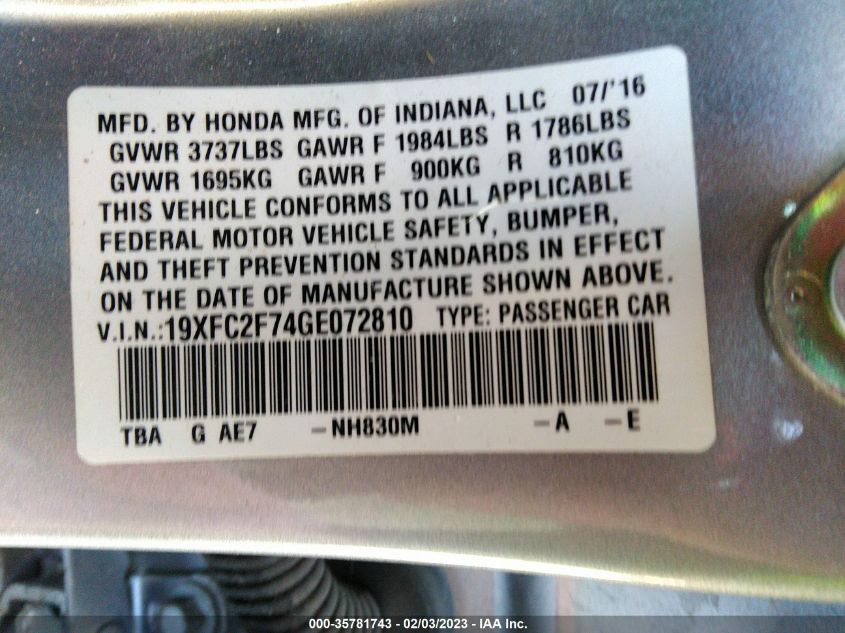 MFD. BY HONDA MFG. OF INDIANA, LLC 07/'16
GVWR 3737LBS GAWR F 1984LBS R 1786LBS
GVWR 1695KG GAWR F 900KG R 810KG
THIS VEHICLE CONFORMS TO ALL APPLICABLE
FEDERAL MOTOR VEHICLE SAFETY, BUMPER,
AND THEFT PREVENTION STANDARDS IN EFFECT
ON THE DATE OF MANUFACTURE SHOWN ABOVE.
V.I.N.:19XFC2F74GE072810 TYPE: PASSENGER CAR
TBA G AE7 -NH830M -A -E
000-35781743 - 02/03/2023 - IAA Inc.